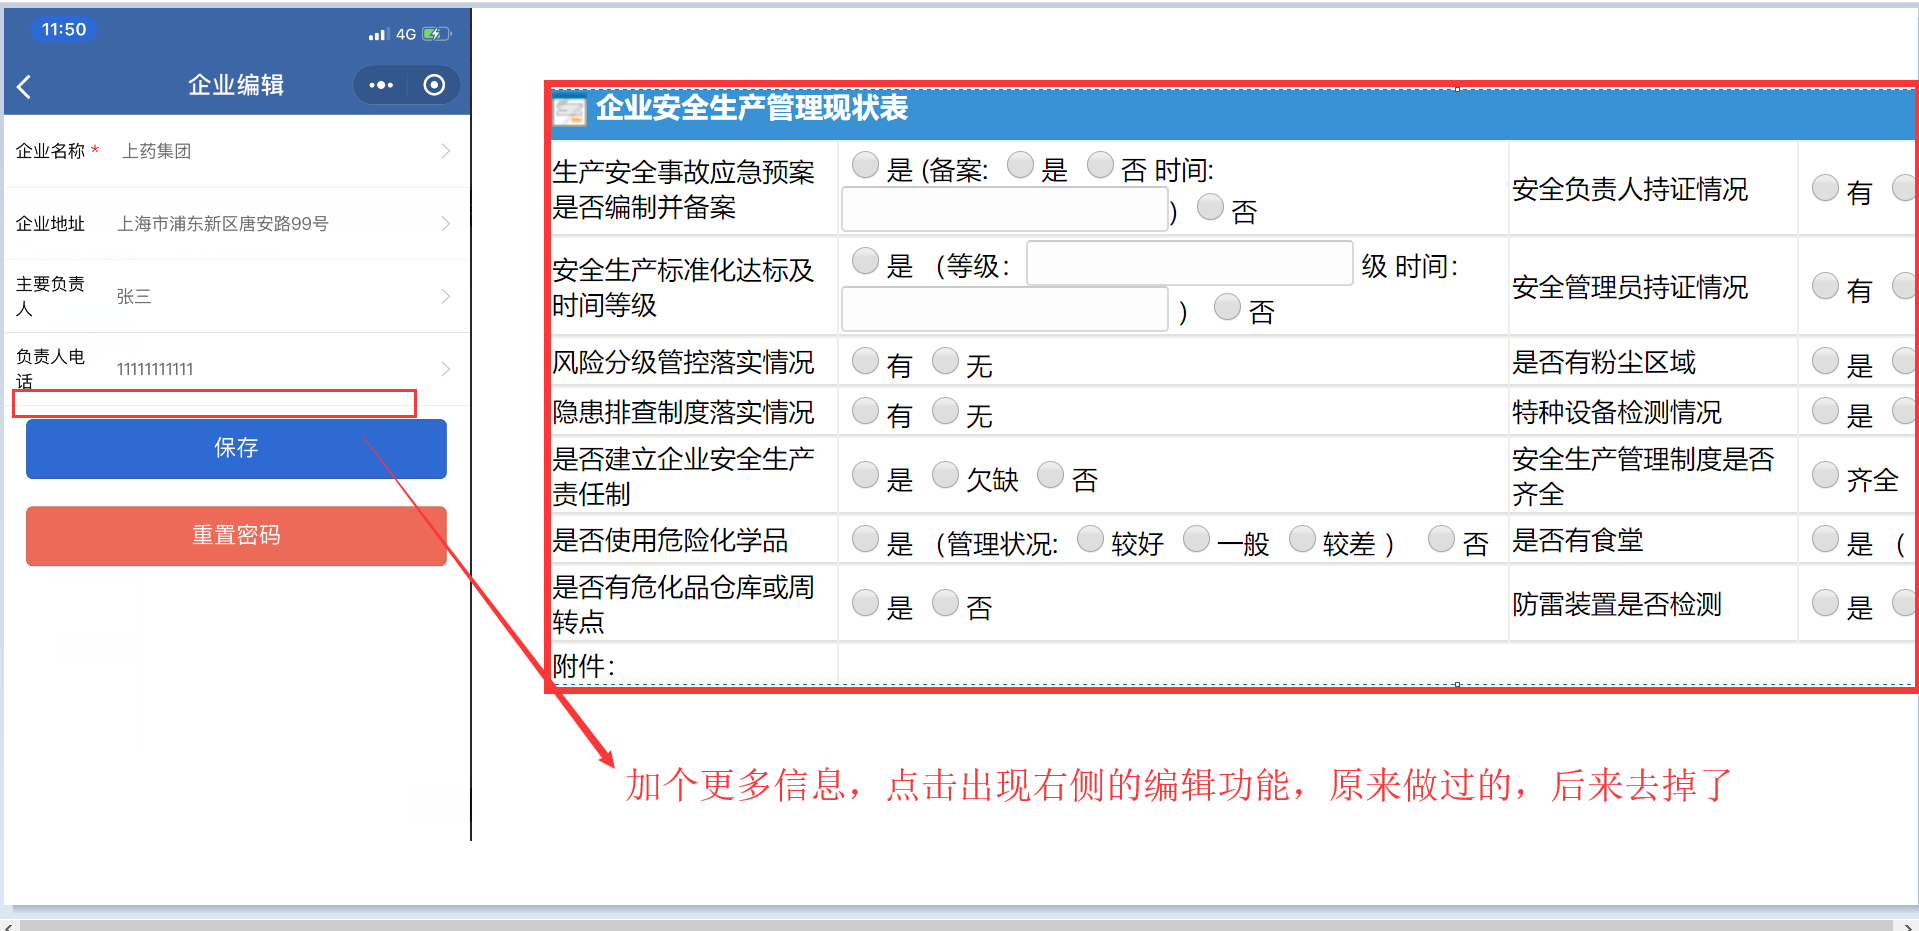 11:50
4G
企业编辑
企业名称 * 上药集团
企业地址 上海市浦东新区唐安路99号
主要负责
人
张三
负责人电
话
11111111111
保存
重置密码
企业安全生产管理现状表
生产安全事故应急预案
是否编制并备案
是 (备案: 是 否 时间:
) 否
安全负责人持证情况
有
安全生产标准化达标及
时间等级
是 （等级： 级 时间：
） 否
安全管理员持证情况
有
风险分级管控落实情况
有 无
是否有粉尘区域
是
隐患排查制度落实情况
有 无
特种设备检测情况
是
是否建立企业安全生产
责任制
是 欠缺 否
安全生产管理制度是否
齐全
齐全
是否使用危险化学品
是 （管理状况: 较好 一般 较差 ） 否
是否有食堂
是 （
是否有危化品仓库或周
转点
是 否
防雷装置是否检测
是
附件：
加个更多信息，点击出现右侧的编辑功能，原来做过的，后来去掉了